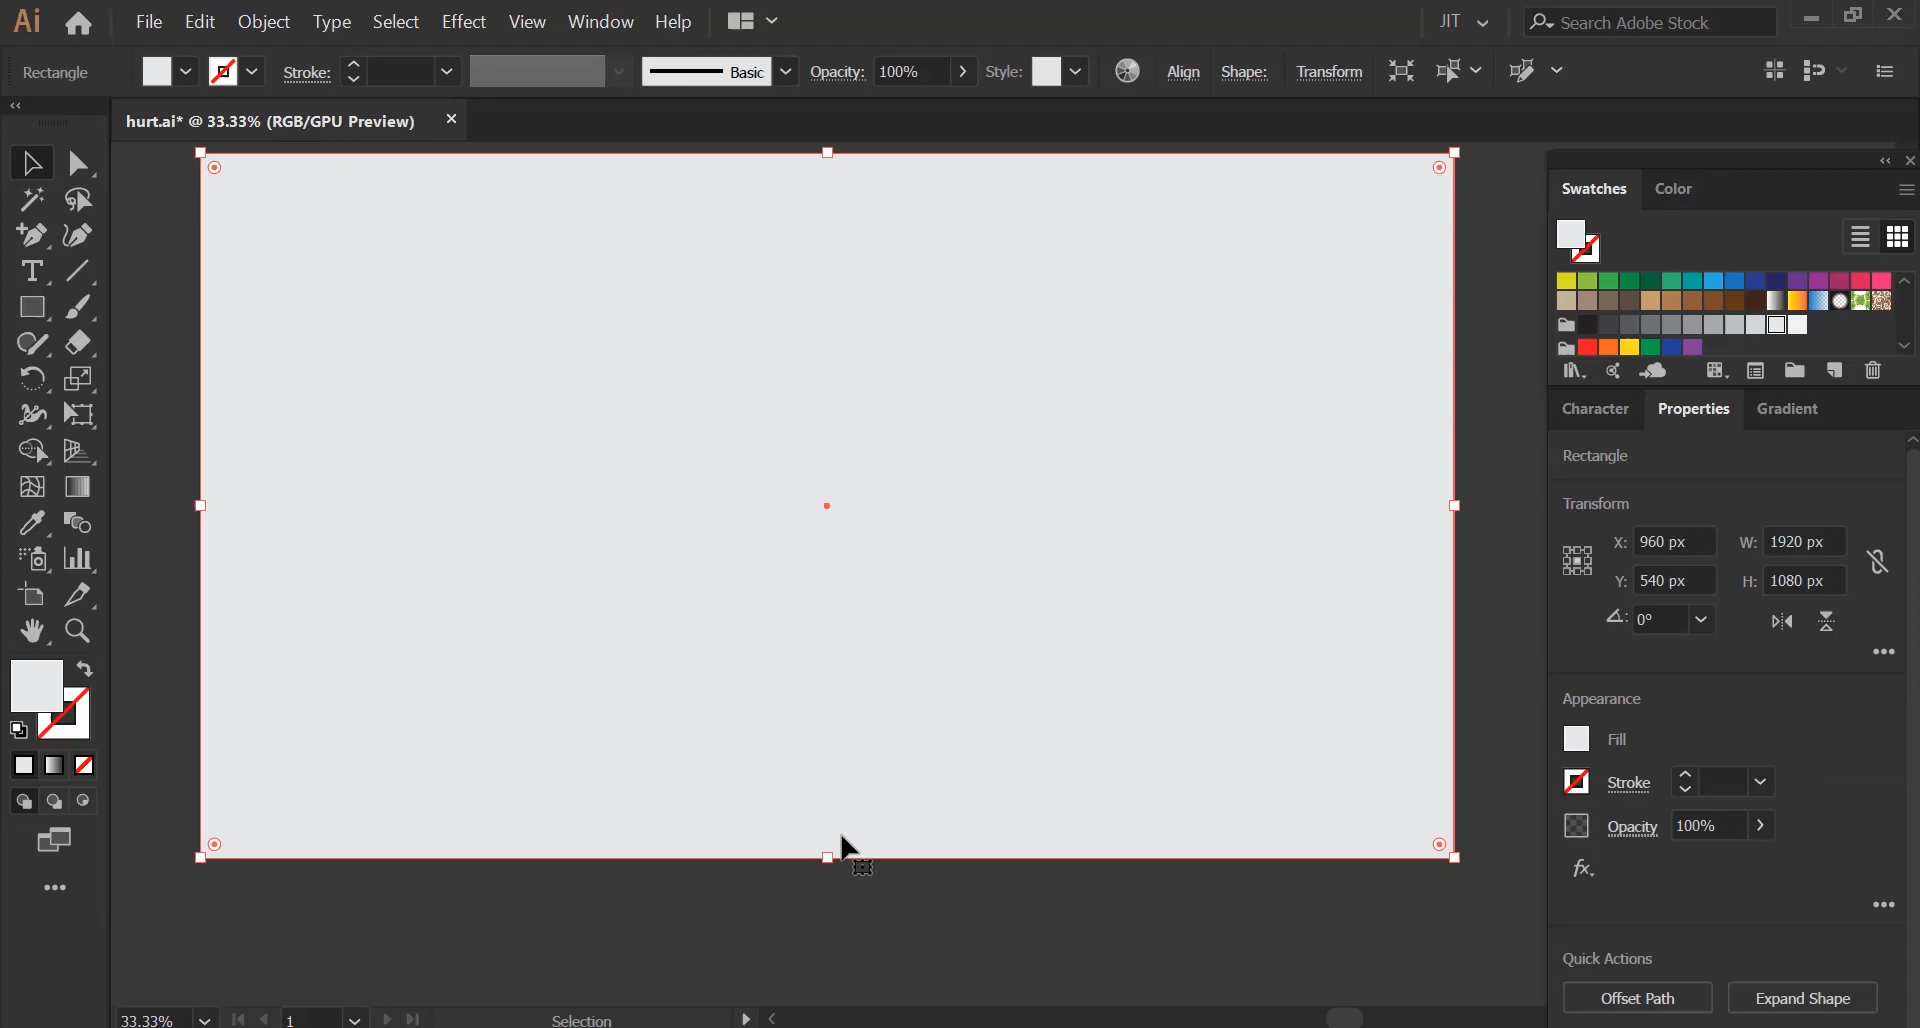 Ai File Edit Object Type Select Effect View Window Help JIT Search Adobe Stock
Rectangle Stroke: Basic Opacity: 100% Style: Align Shape: Transform
hurt.ai* @ 33.33% (RGB/GPU Preview)
Swatches Color
Character Properties Gradient
Rectangle
Transform
X: 960 px W: 1920 px
Y: 540 px H: 1080 px
0°
Appearance
Fill
Stroke
Opacity 100%
fx.
Quick Actions
Offset Path Expand Shape
33.33% 1 Selection